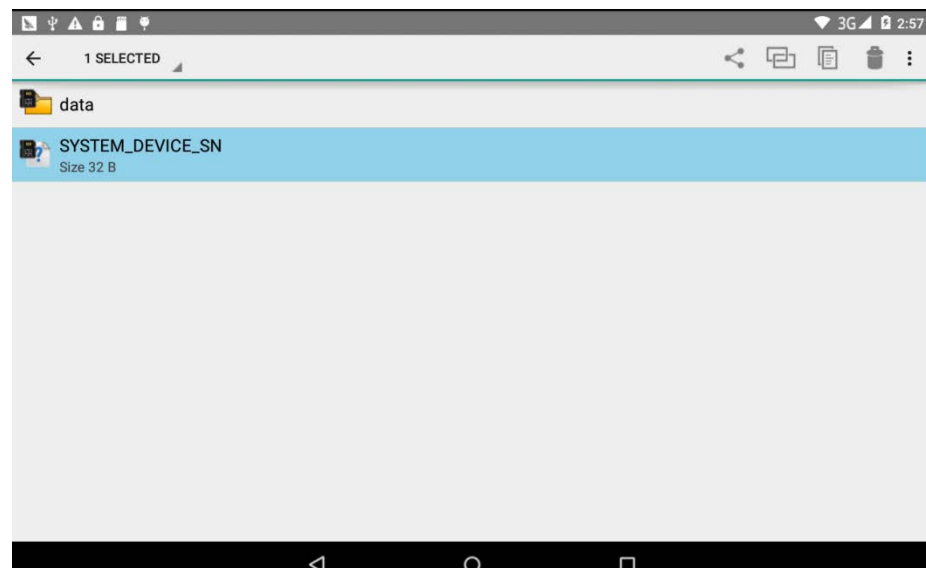 3G 2:57
1 SELECTED
data
SYSTEM_DEVICE_SN
Size 32 B